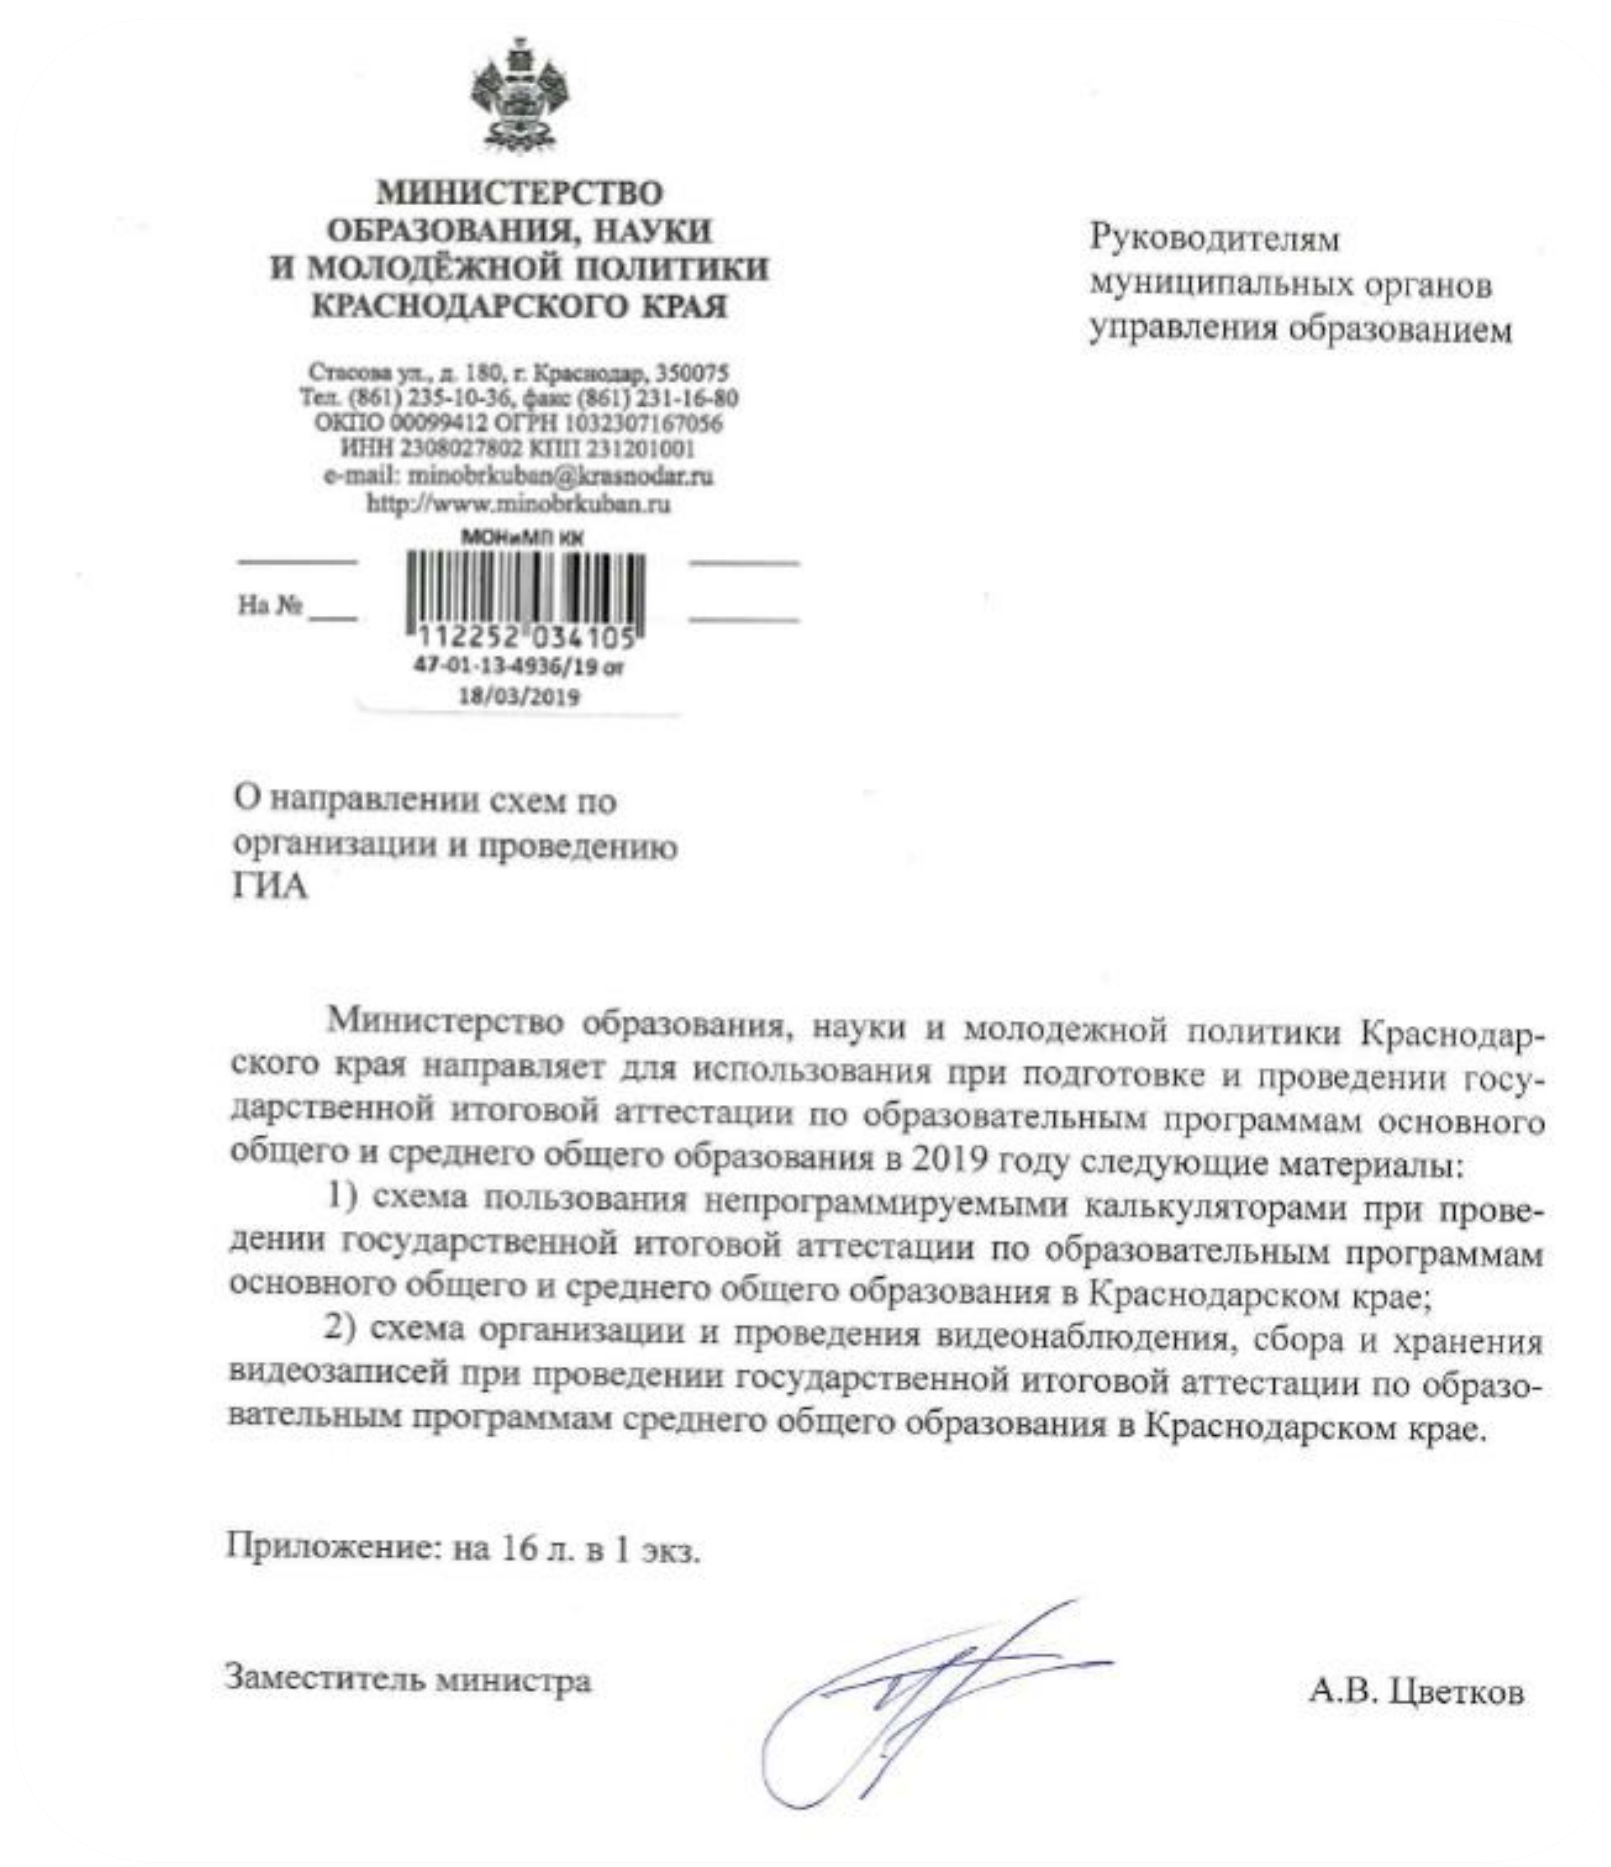 МИНИСТЕРСТВО
ОБРАЗОВАНИЯ, НАУКИ
И МОЛОДЁЖНОЙ ПОЛИТИКИ
КРАСНОДАРСКОГО КРАЯ
Стасова ул., д. 180, г. Краснодар, 350075
Тел. (861) 235-10-36, факс (861) 231-16-80
ОКПО 00099412 ОГРН 1032307167056
ИНН 2308027802 КПП 231201001
e-mail: minobrkuban@krasnodar.ru
http://www.minobrkuban.ru
МОНиМП КК
На №
112252 034105
47-01-13-4936/19 от
18/03/2019
Руководителям
муниципальных органов
управления образованием
О направлении схем по
организации и проведению
ГИА
Министерство образования, науки и молодежной политики Краснодар-
ского края направляет для использования при подготовке и проведении госу-
дарственной итоговой аттестации по образовательным программам основного
общего и среднего общего образования в 2019 году следующие материалы:
1) схема пользования непрограммируемыми калькуляторами при прове-
дении государственной итоговой аттестации по образовательным программам
основного общего и среднего общего образования в Краснодарском крае;
2) схема организации и проведения видеонаблюдения, сбора и хранения
видеозаписей при проведении государственной итоговой аттестации по образо-
вательным программам среднего общего образования в Краснодарском крае.
Приложение: на 16 л. в 1 экз.
Заместитель министра
А.В. Цветков